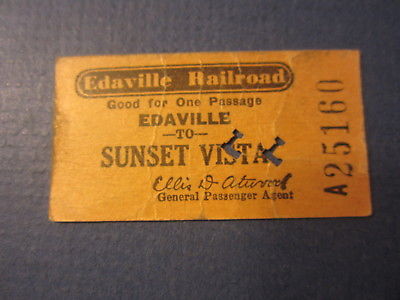 Edaville Railroad
Good for One Passage
EDAVILLE
—TO—
SUNSET VISTA
Ellis D Atwood
General Passenger Agent
A25160